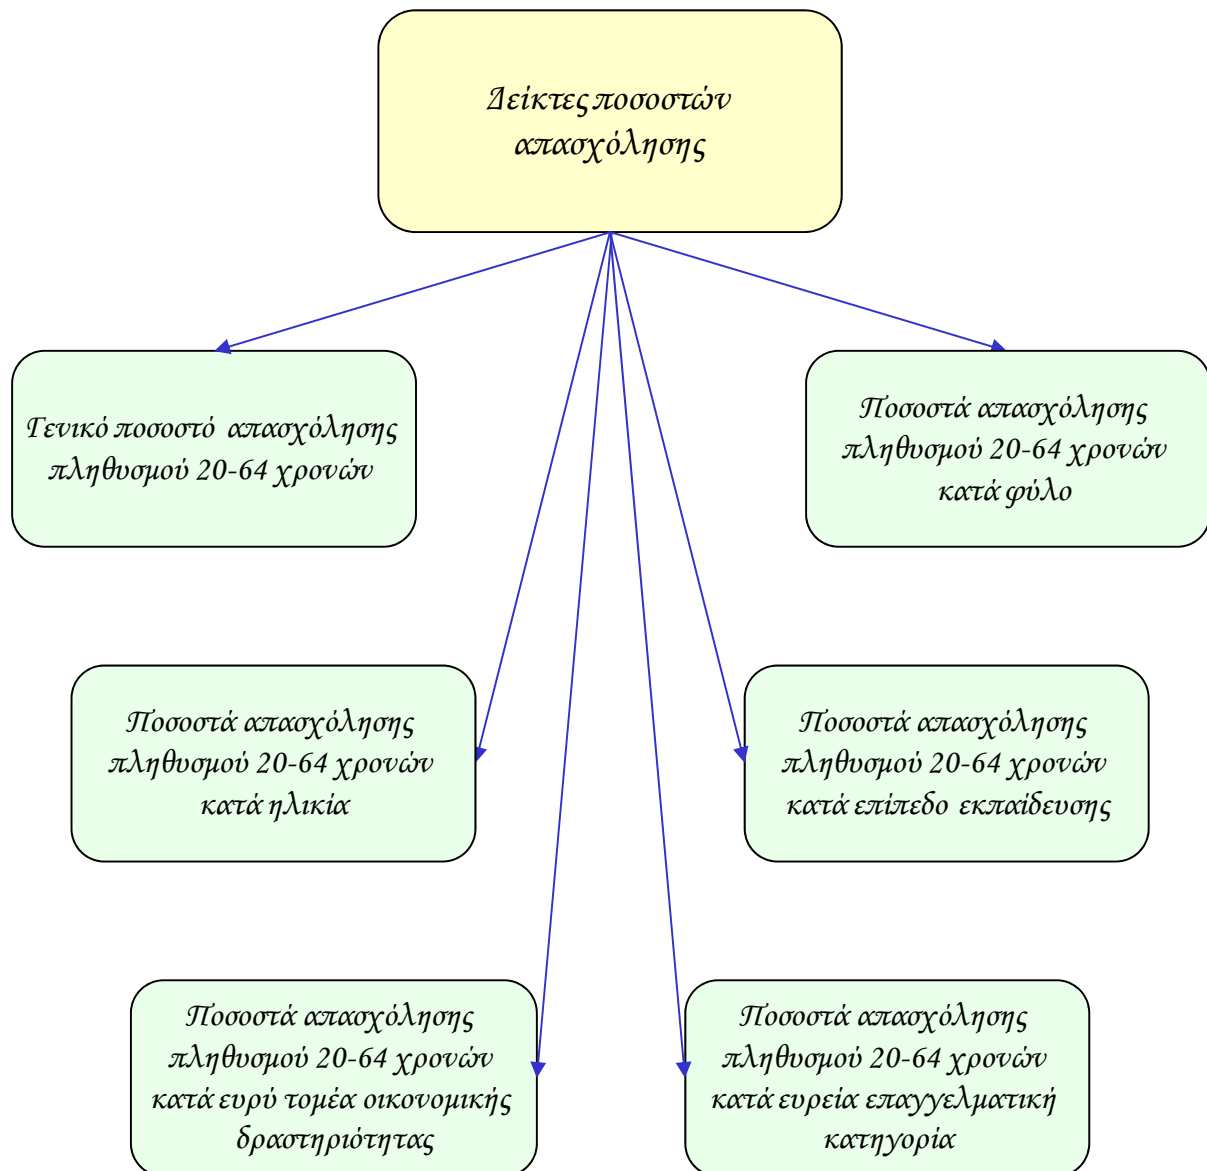 Δείκτες ποσοστών
απασχόλησης
Γενικό ποσοστό απασχόλησης
πληθυσμού 20-64 χρονών
Ποσοστά απασχόλησης
πληθυσμού 20-64 χρονών
κατά φύλο
Ποσοστά απασχόλησης
πληθυσμού 20-64 χρονών
κατά ηλικία
Ποσοστά απασχόλησης
πληθυσμού 20-64 χρονών
κατά επίπεδο εκπαίδευσης
Ποσοστά απασχόλησης
πληθυσμού 20-64 χρονών
κατά ευρύ τομέα οικονομικής
δραστηριότητας
Ποσοστά απασχόλησης
πληθυσμού 20-64 χρονών
κατά ευρεία επαγγελματική
κατηγορία